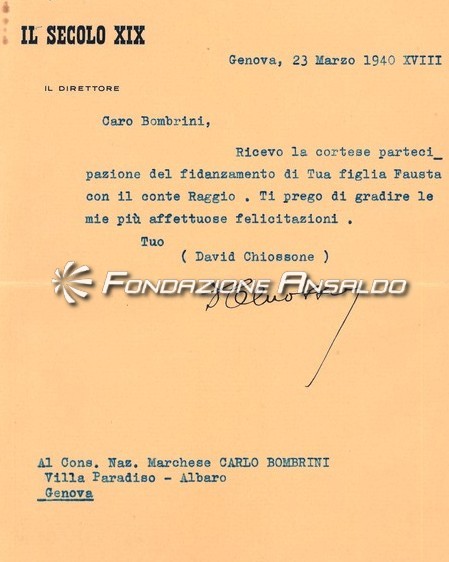 IL SECOLO XIX
Genova, 23 Marzo 1940 XVIII
IL DIRETTORE
Caro Bombrini,
Ricevo la cortese parteci_
pazione del fidanzamento di Tua figlia Fausta
con il conte Raggio . Ti prego di gradire le
mie più affettuose felicitazioni .
Tuo
( David Chiossone )
FONDAZIONE ANSALDO
Al Cons. Naz. Marchese CARLO BOMBRINI
Villa Paradiso - Albaro
Genova